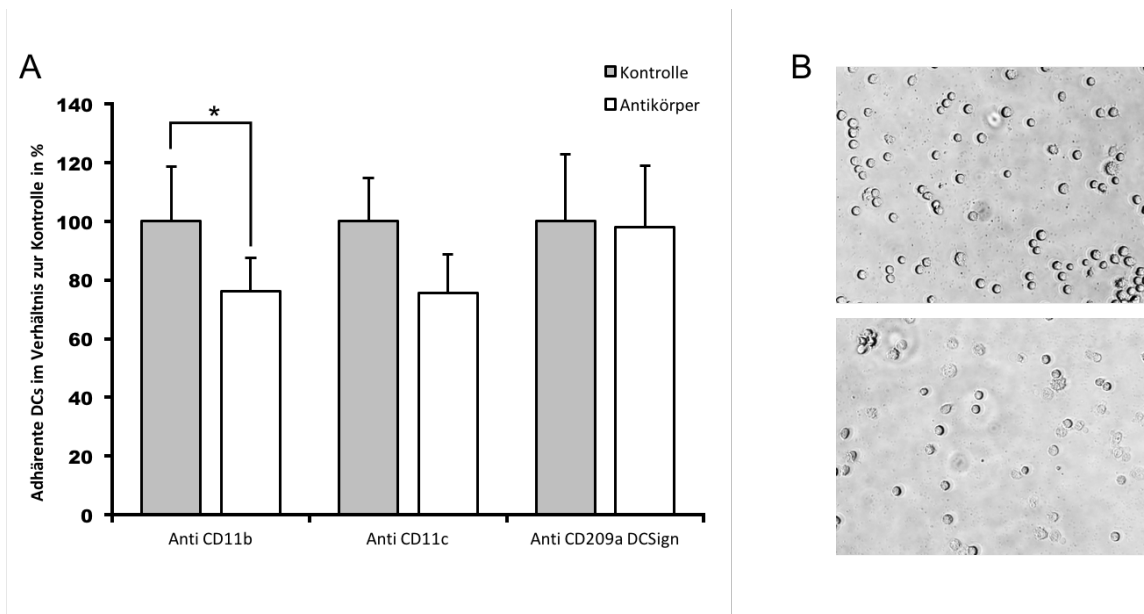 A
Kontrolle
Antikörper
Adhärente DCs im Verhältnis zur Kontrolle in %
140
120
100
80
60
40
20
0
*
Anti CD11b
Anti CD11c
Anti CD209a DCSign
B